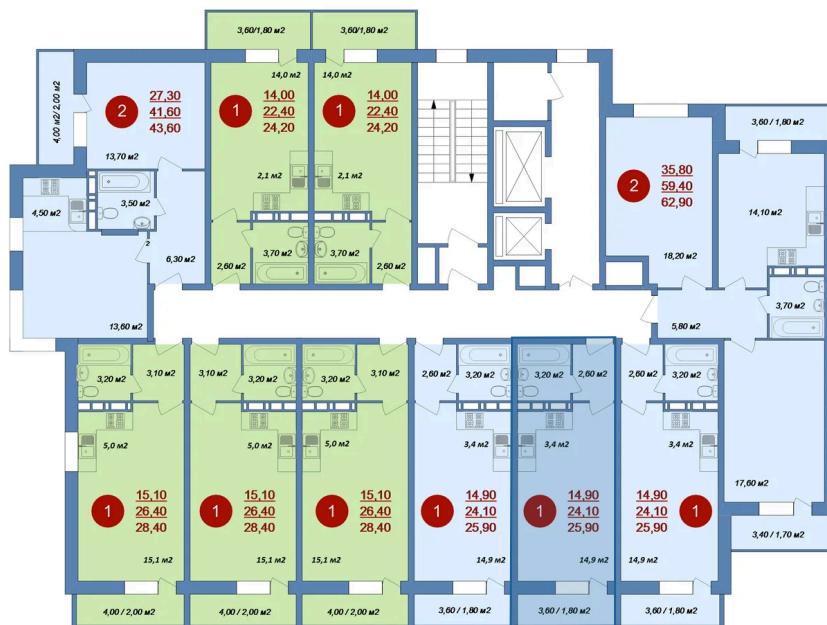 3,60/1,80 м2
3,60/1,80 м2
4,00 м2/ 2,00 м2
2
27,30
41,60
43,60
13,70 м2
14,0 м2
1
14,00
22,40
24,20
2,1 м2
14,0 м2
1
14,00
22,40
24,20
2,1 м2
3,60 / 1,80 м2
2
35,80
59,40
62,90
18,20 м2
14,10 м2
4,50 м2
3,50 м2
2
6,30 м2
13,60 м2
2,60 м2
3,70 м2
3,70 м2
2,60 м2
5,80 м2
3,70 м2
3,20 м2
3,10 м2
3,10 м2
3,20 м2
3,20 м2
3,10 м2
2,60 м2
3,20 м2
3,20 м2
2,60 м2
2,60 м2
3,20 м2
5,0 м2
5,0 м2
5,0 м2
3,4 м2
3,4 м2
3,4 м2
17,60 м2
1
15,10
26,40
28,40
1
15,10
26,40
28,40
1
15,10
26,40
28,40
1
14,90
24,10
25,90
1
14,90
24,10
25,90
14,90
24,10
25,90
1
15,1 м2
15,1 м2
15,1 м2
14,9 м2
14,9 м2
14,9 м2
3,40 / 1,70 м2
4,00 / 2,00 м2
4,00 / 2,00 м2
4,00 / 2,00 м2
3,60 / 1,80 м2
3,60 / 1,80 м2
3,60 / 1,80 м2